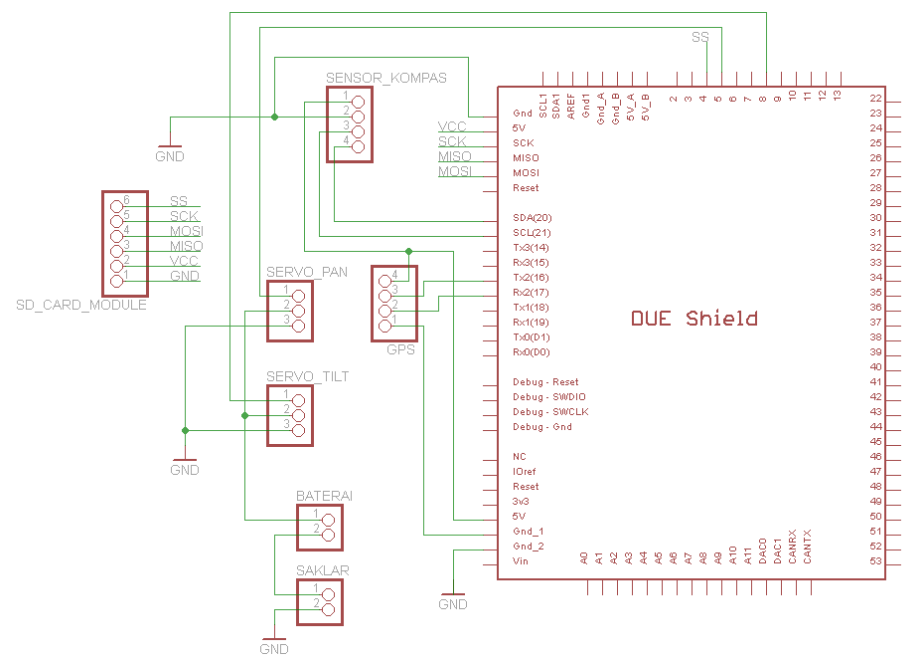 SS
SENSOR_KOMPAS
1
2
3
4
GND
SD_CARD_MODULE
6
5
4
3
2
1
SS
SCK
MOSI
MISO
VCC
GND
SERVO_PAN
1
2
3
GPS
4
3
2
1
SERVO_TILT
1
2
3
GND
BATERAI
1
2
SAKLAR
1
2
GND
GND
VCC
SCK
MISO
MOSI
DUE Shield
SCL1
SDA1
AREF
Gnd1
Gnd_A
Gnd_B
5V_A
5V_B
2
3
4
5
6
7
8
9
10
11
12
13
Gnd
5V
SCK
MISO
MOSI
Reset
SDA(20)
SCL(21)
Tx3(14)
Rx3(15)
Tx2(16)
Rx2(17)
Tx1(18)
Rx1(19)
Tx0(D1)
Rx0(D0)
Debug - Reset
Debug - SWDIO
Debug - SWCLK
Debug - Gnd
NC
IOref
Reset
3v3
5V
Gnd_1
Gnd_2
Vin
22
23
24
25
26
27
28
29
30
31
32
33
34
35
36
37
38
39
40
41
42
43
44
45
46
47
48
49
50
51
52
53
A0
A1
A2
A3
A4
A5
A6
A7
A8
A9
A10
A11
DAC0
DAC1
CANRX
CANTX